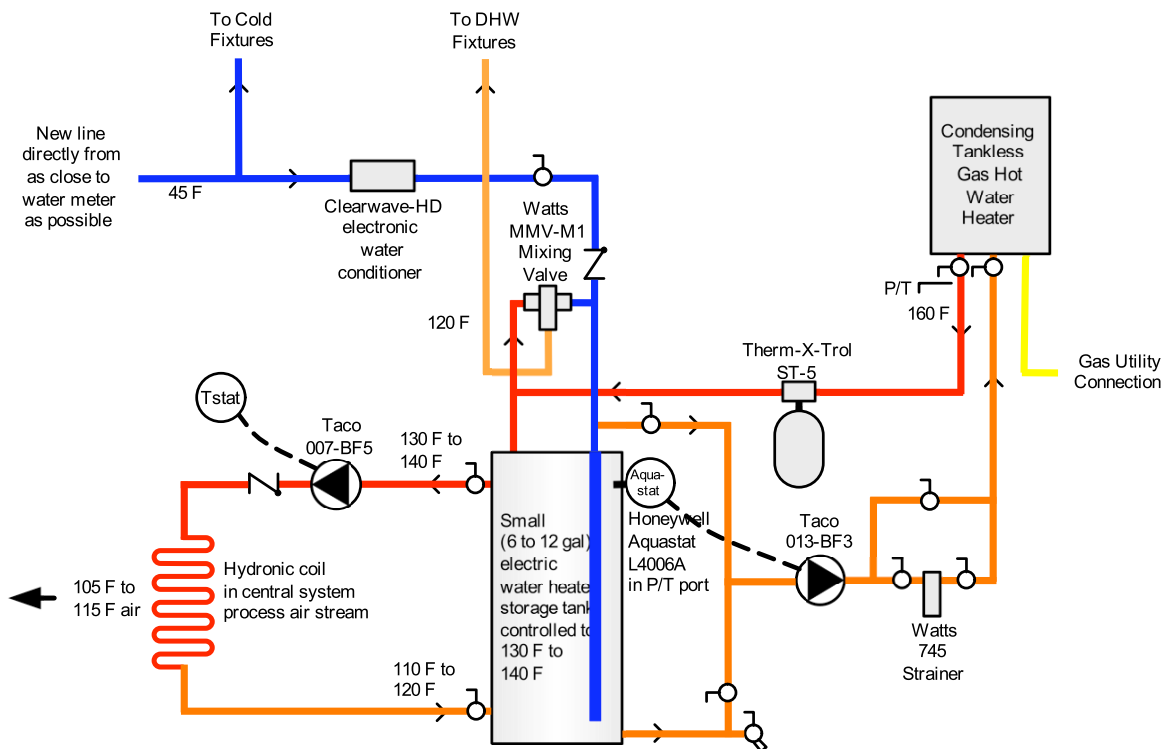 To Cold
Fixtures
To DHW
Fixtures
New line
directly from
as close to
water meter
as possible
45 F
Clearwave-HD
electronic
water
conditioner
Watts
MMV-M1
Mixing
Valve
120 F
Condensing
Tankless
Gas Hot
Water
Heater
P/T
160 F
Therm-X-Trol
ST-5
Gas Utility
Connection
Tstat
Taco
007-BF5
130 F to
140 F
Aqua-
stat
Honeywell
Aquastat
L4006A
in P/T port
Taco
013-BF3
Small
(6 to 12 gal)
electric
water heate
storage tank
controlled to
130 F to
140 F
Hydronic coil
in central system
process air stream
105 F to
115 F air
110 F to
120 F
Watts
745
Strainer